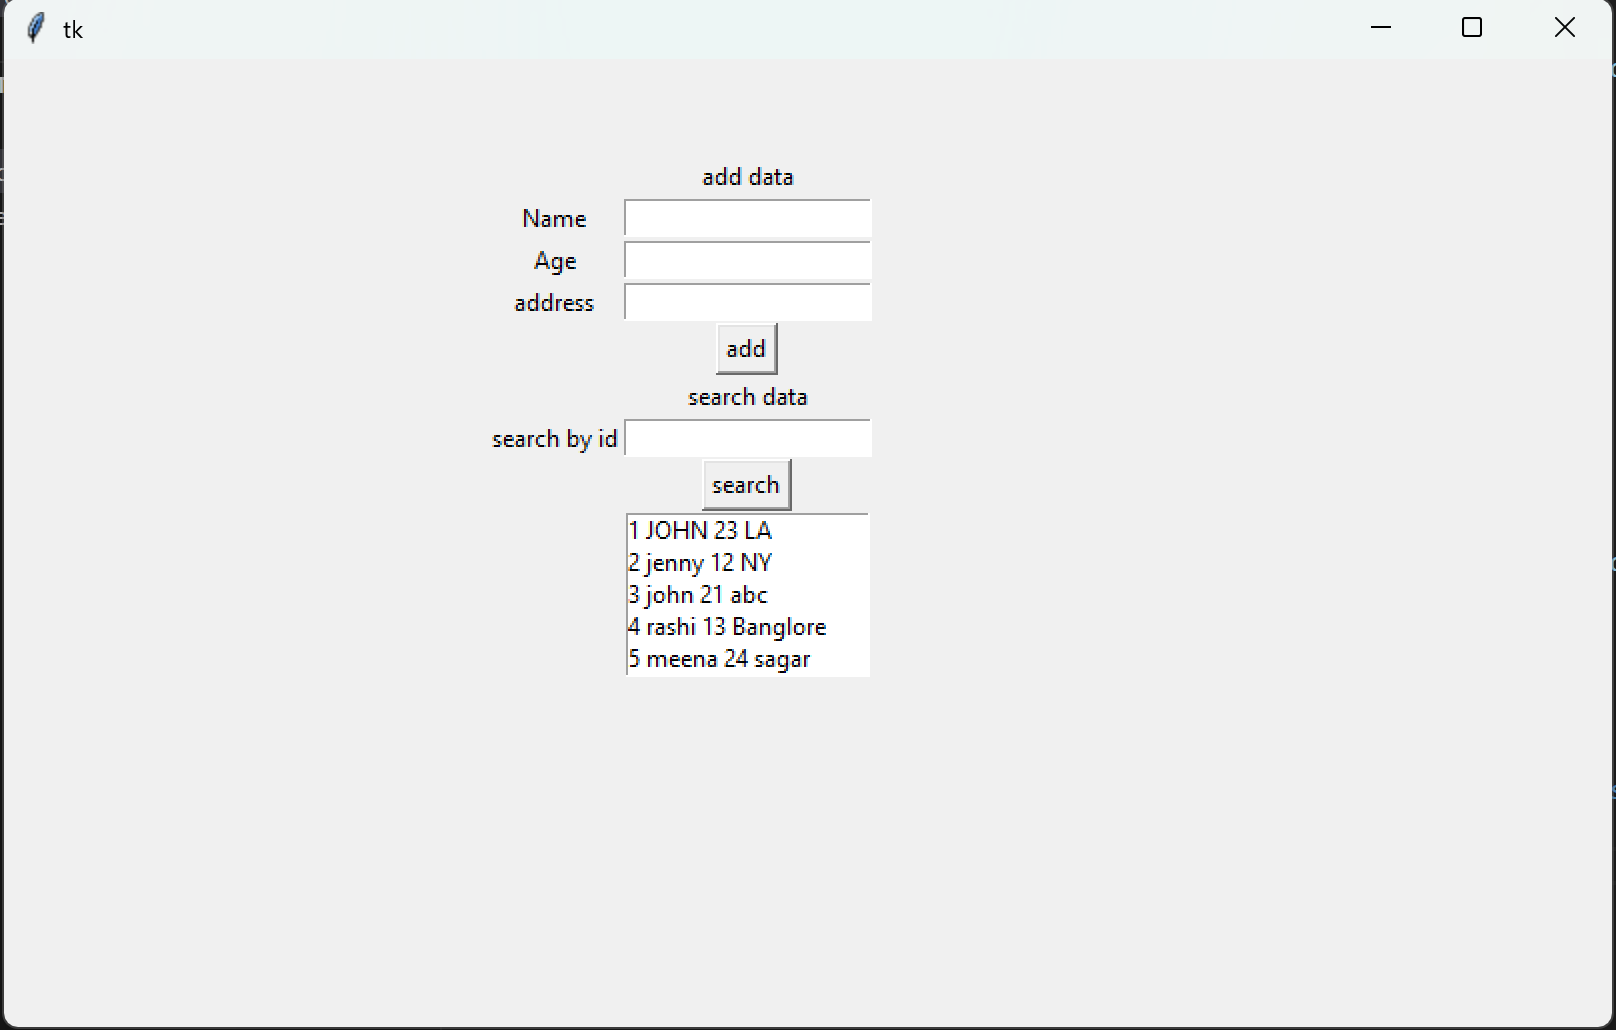 tk
add data
Name
Age
address
add
search data
search by id
search
1 JOHN 23 LA
2 jenny 12 NY
3 john 21 abc
4 rashi 13 Banglore
5 meena 24 sagar